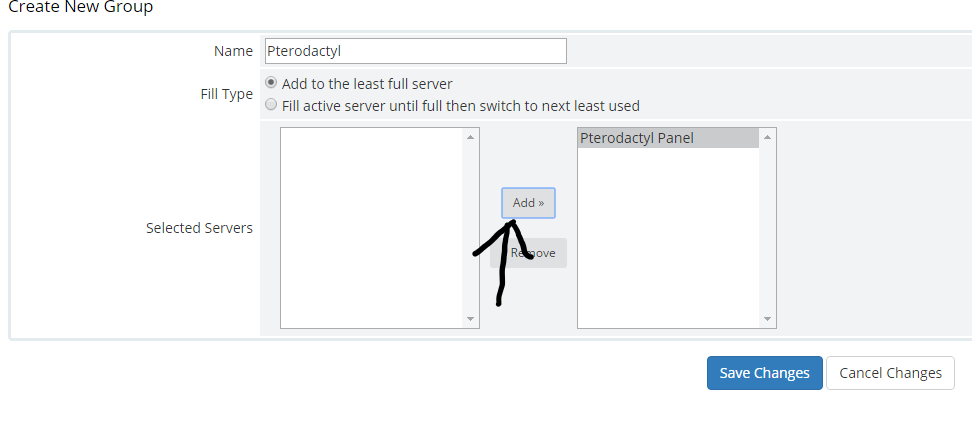 Create New Group
Name Pterodactyl
Fill Type
Add to the least full server
Fill active server until full then switch to next least used
Selected Servers
Pterodactyl Panel
Add »
Remove
Save Changes Cancel Changes